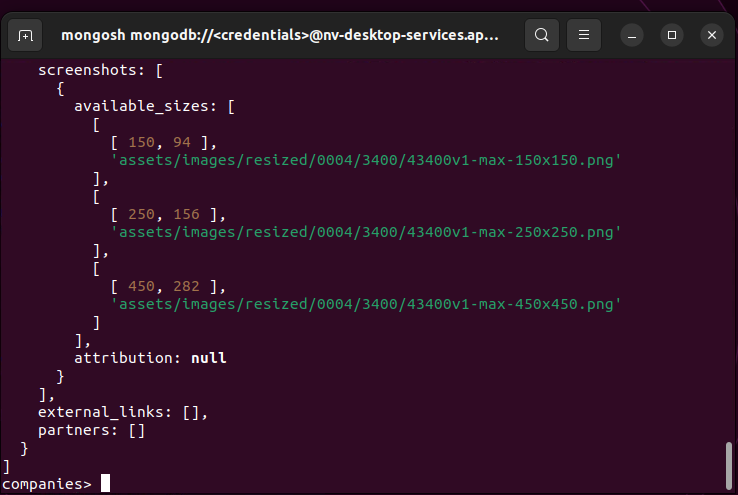 mongosh mongodb://<credentials>@nv-desktop-services.ap...
    screenshots: [
      {
        available_sizes: [
          [
            [ 150, 94 ],
            'assets/images/resized/0004/3400/43400v1-max-150x150.png'
          ],
          [
            [ 250, 156 ],
            'assets/images/resized/0004/3400/43400v1-max-250x250.png'
          ],
          [
            [ 450, 282 ],
            'assets/images/resized/0004/3400/43400v1-max-450x450.png'
          ]
        ],
        attribution: null
      }
    ],
    external_links: [],
    partners: []
  }
]
companies>